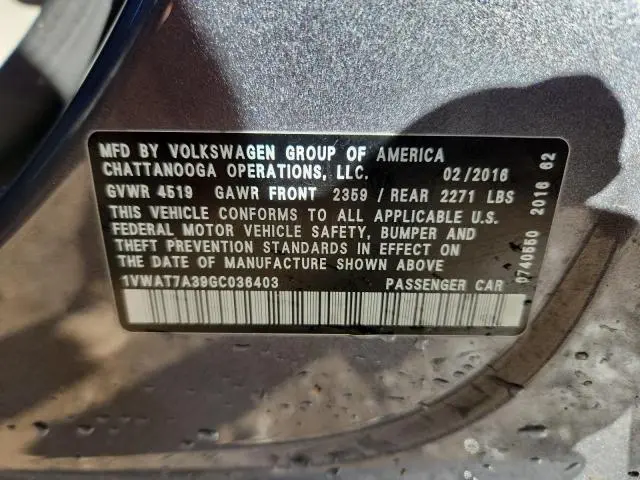 MFD BY VOLKSWAGEN GROUP OF AMERICA
CHATTANOOGA OPERATIONS, LLC. 02/2016
GVWR 4519 GAWR FRONT 2359 / REAR 2271 LBS
THIS VEHICLE CONFORMS TO ALL APPLICABLE U.S.
FEDERAL MOTOR VEHICLE SAFETY, BUMPER AND
THEFT PREVENTION STANDARDS IN EFFECT ON
THE DATE OF MANUFACTURE SHOWN ABOVE
1VWAT7A39GC036403 PASSENGER CAR
0740550 2016 62